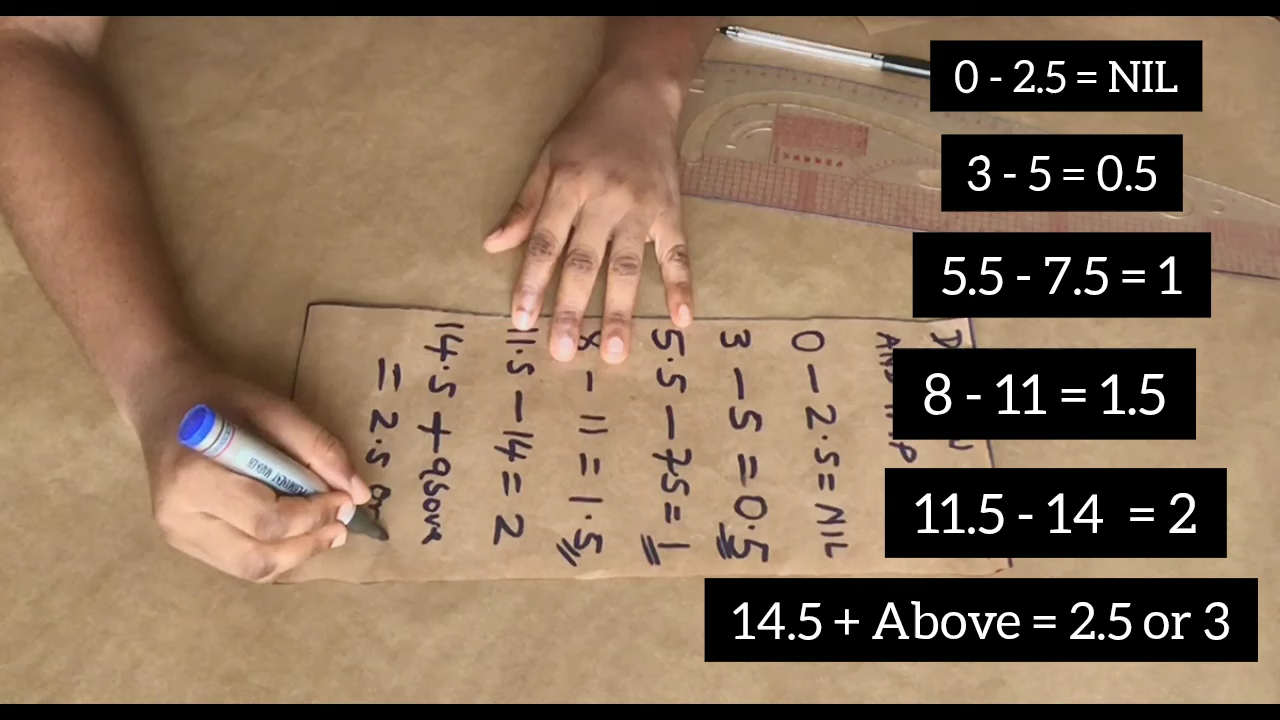 0 - 2.5 = NIL
3 - 5 = 0.5
5.5 - 7.5 = 1
8 - 11 = 1.5
11.5 - 14 = 2
14.5 + Above = 2.5 or 3
0 - 2.5 = NIL
3 - 5 = 0.5
5.5 - 7.5 = 1
8 - 11 = 1.5
11.5 - 14 = 2
14.5 + above
= 2.5 or
PERMANENT MARKER